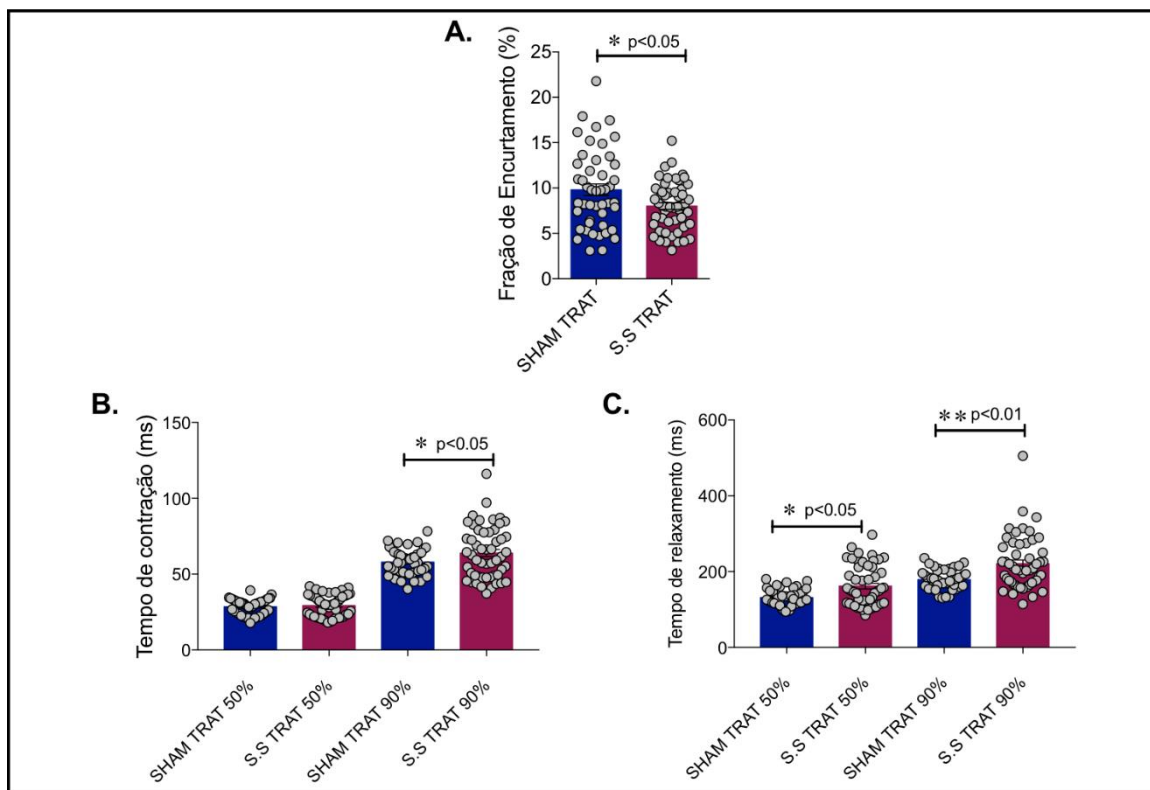 A.
Fração de Encurtamento (%)
25
20
15
10
5
0
* p<0.05
SHAM TRAT
S.S TRAT
B.
Tempo de contração (ms)
150
100
50
0
* p<0.05
SHAM TRAT 50%
S.S TRAT 50%
SHAM TRAT 90%
S.S TRAT 90%
C.
Tempo de relaxamento (ms)
600
400
200
0
* p<0.05
** p<0.01
SHAM TRAT 50%
S.S TRAT 50%
SHAM TRAT 90%
S.S TRAT 90%